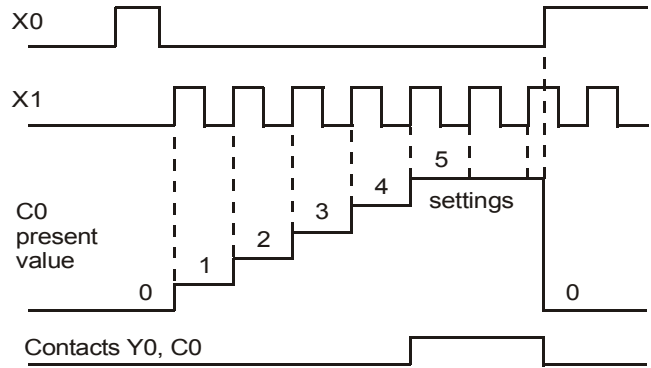 X0
X1
5
4
settings
3
C0
present
value
2
1
0
0
Contacts Y0, C0